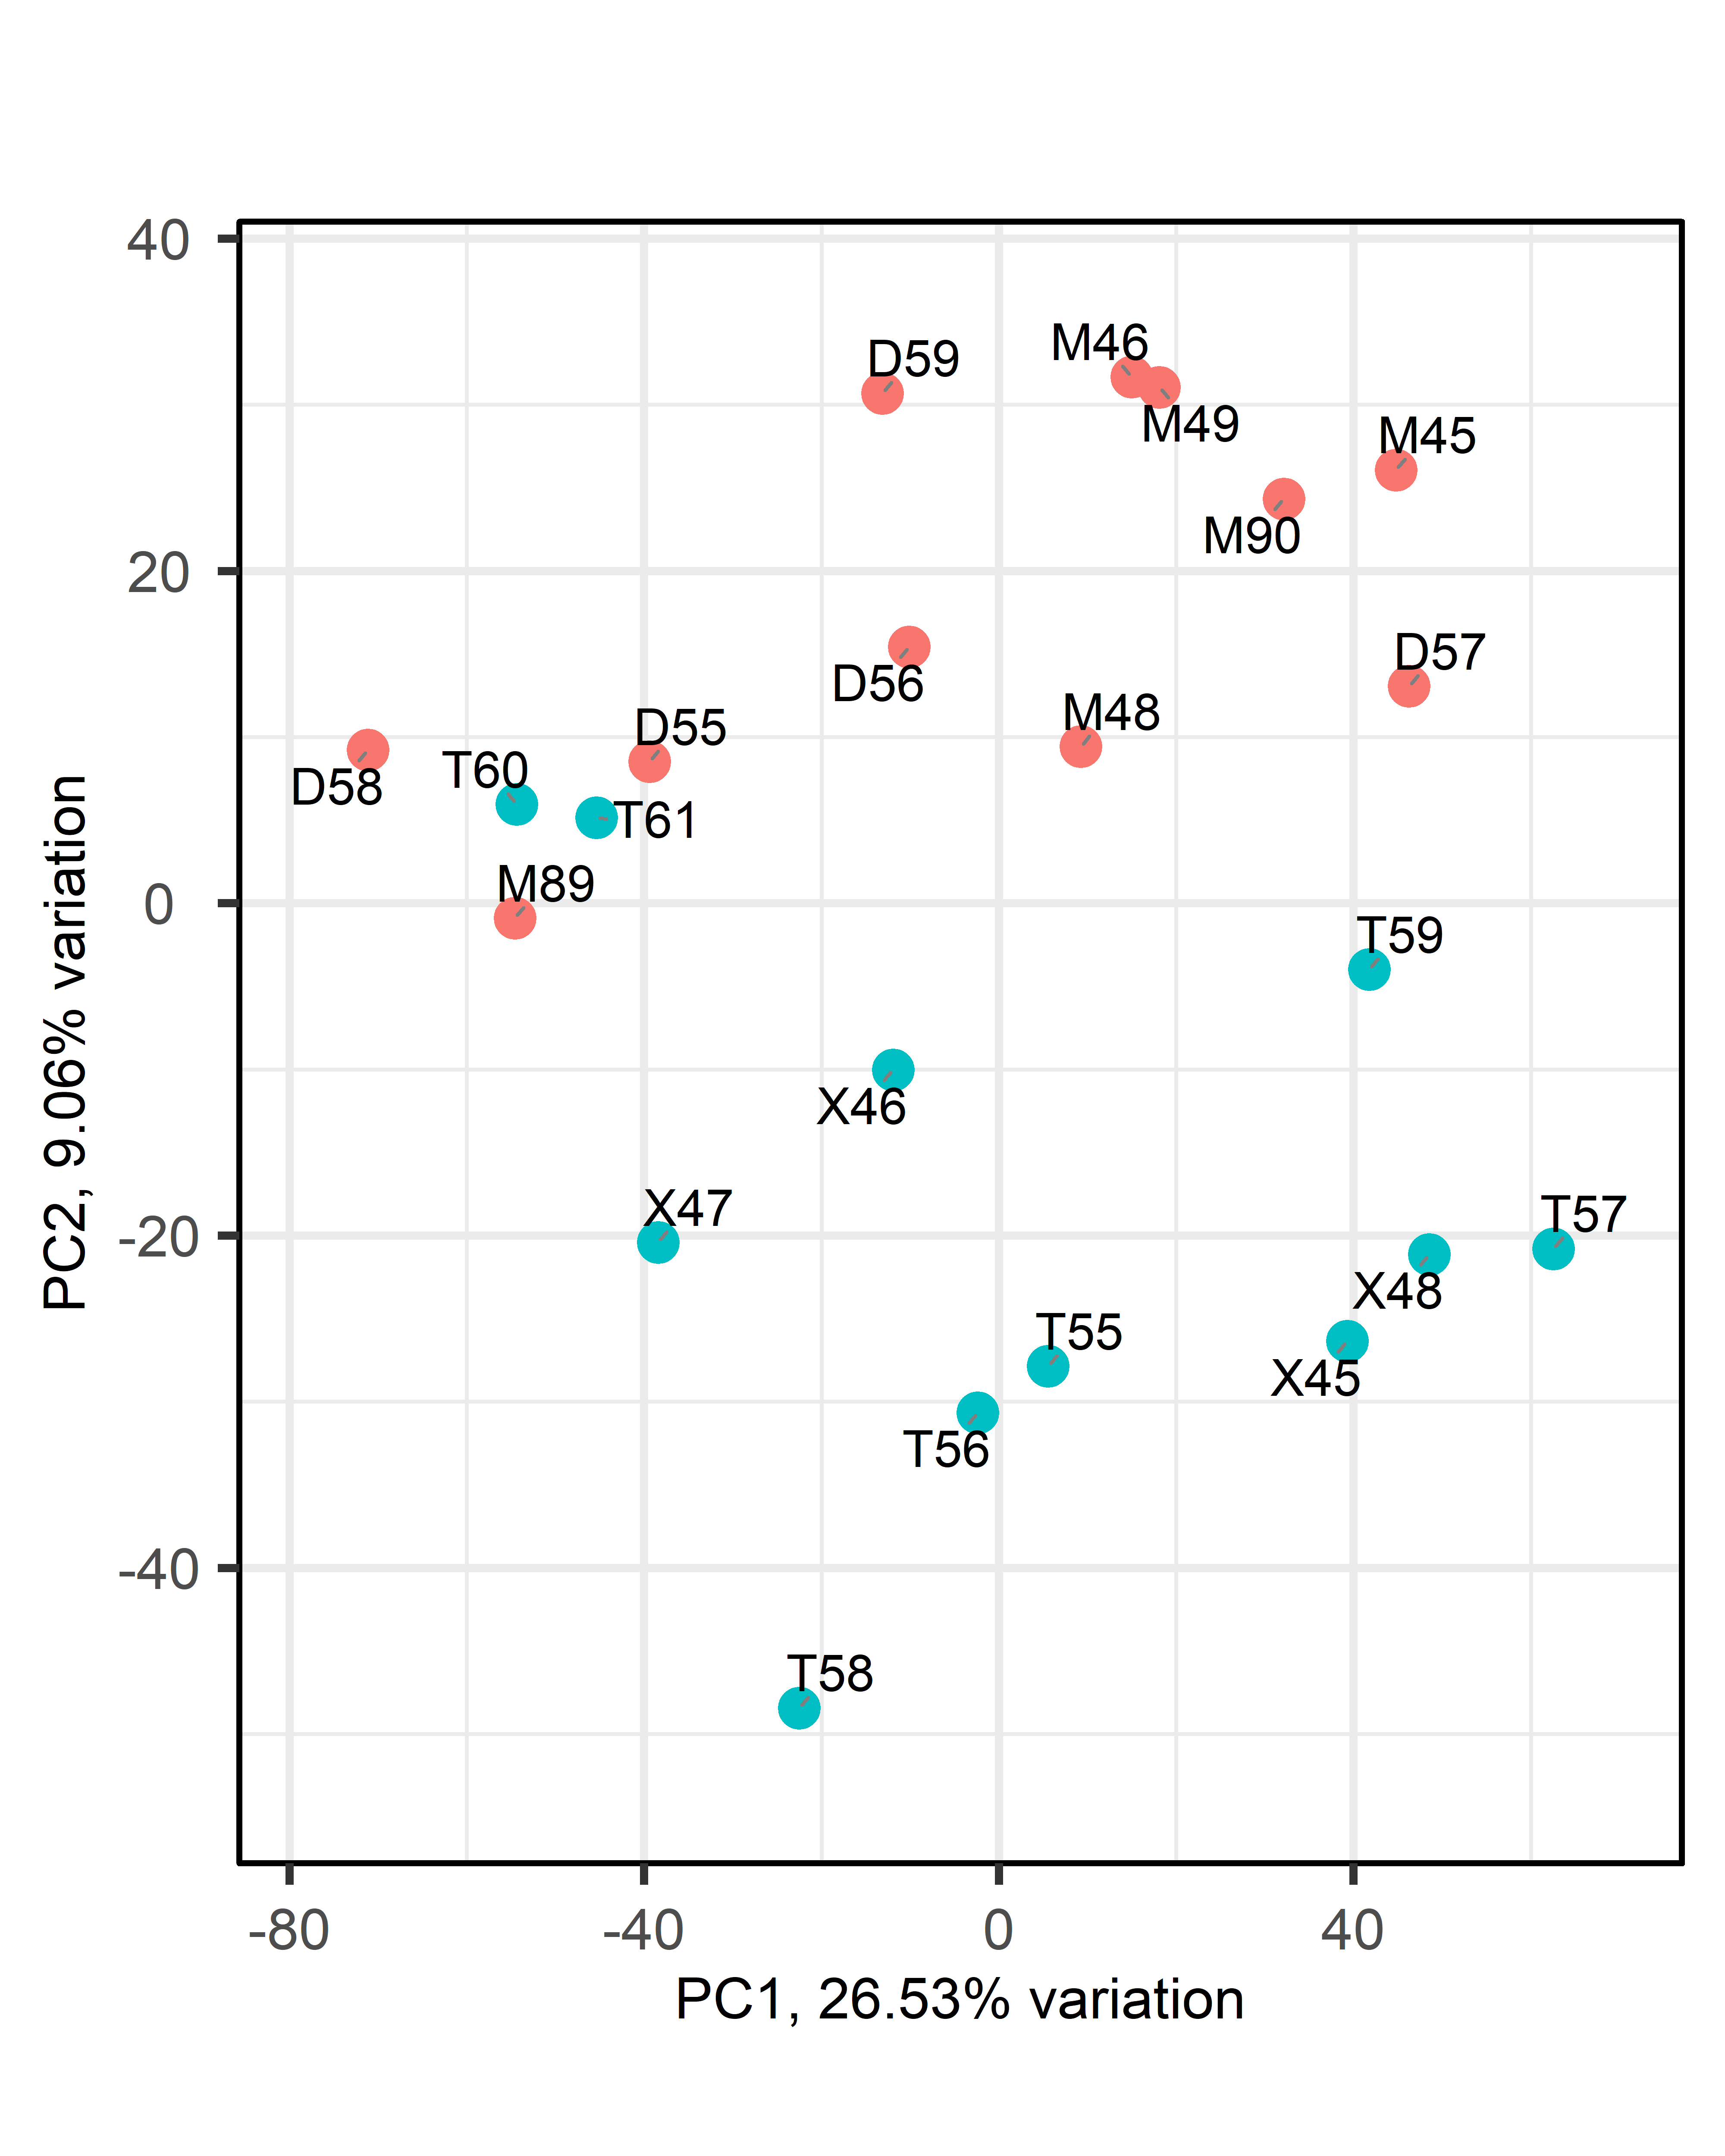 40
20
0
-20
-40
PC2, 9.06% variation
D59
M46
M49
M45
M90
D56
D57
M48
D55
D58
T60
T61
M89
T59
X46
X47
T57
X48
T55
X45
T56
T58
-80
-40
0
40
PC1, 26.53% variation